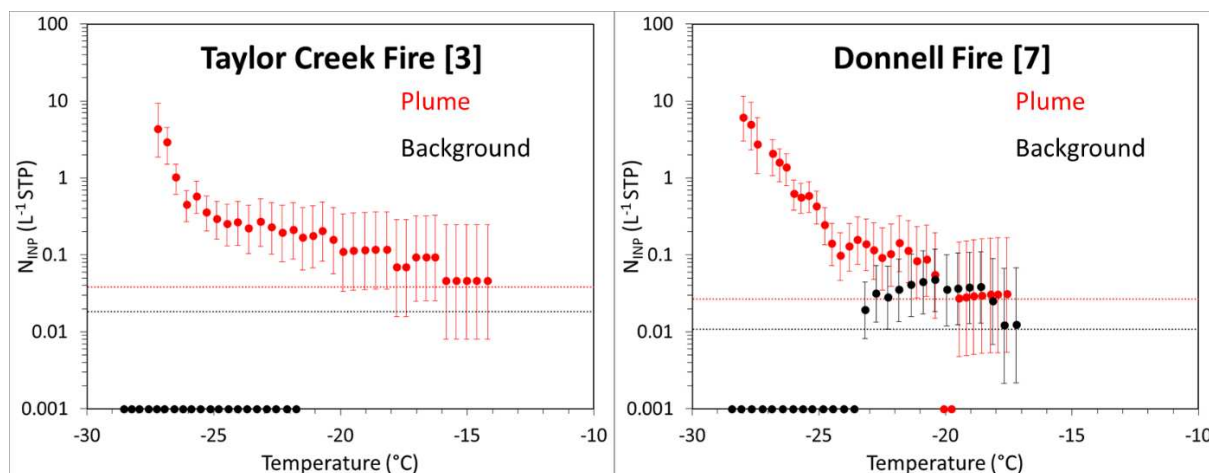 Taylor Creek Fire [3]
Plume
Background
100
10
1
0.1
0.01
0.001
N_INP (L⁻¹ STP)
-30
-25
-20
-15
-10
Temperature (°C)
Donnell Fire [7]
Plume
Background
100
10
1
0.1
0.01
0.001
N_INP (L⁻¹ STP)
-30
-25
-20
-15
-10
Temperature (°C)